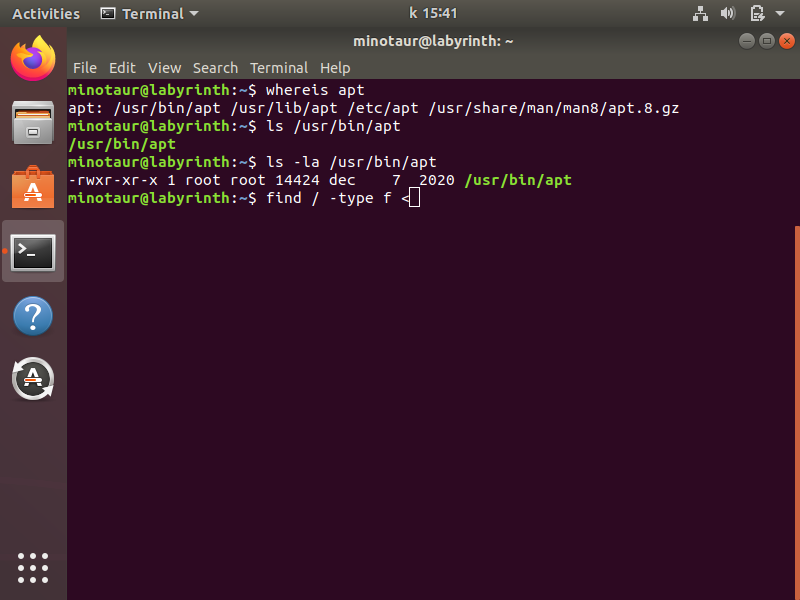 Activities Terminal k 15:41
minotaur@labyrinth: ~
File Edit View Search Terminal Help
minotaur@labyrinth:~$ whereis apt
apt: /usr/bin/apt /usr/lib/apt /etc/apt /usr/share/man/man8/apt.8.gz
minotaur@labyrinth:~$ ls /usr/bin/apt
/usr/bin/apt
minotaur@labyrinth:~$ ls -la /usr/bin/apt
-rwxr-xr-x 1 root root 14424 dec    7  2020 /usr/bin/apt
minotaur@labyrinth:~$ find / -type f <